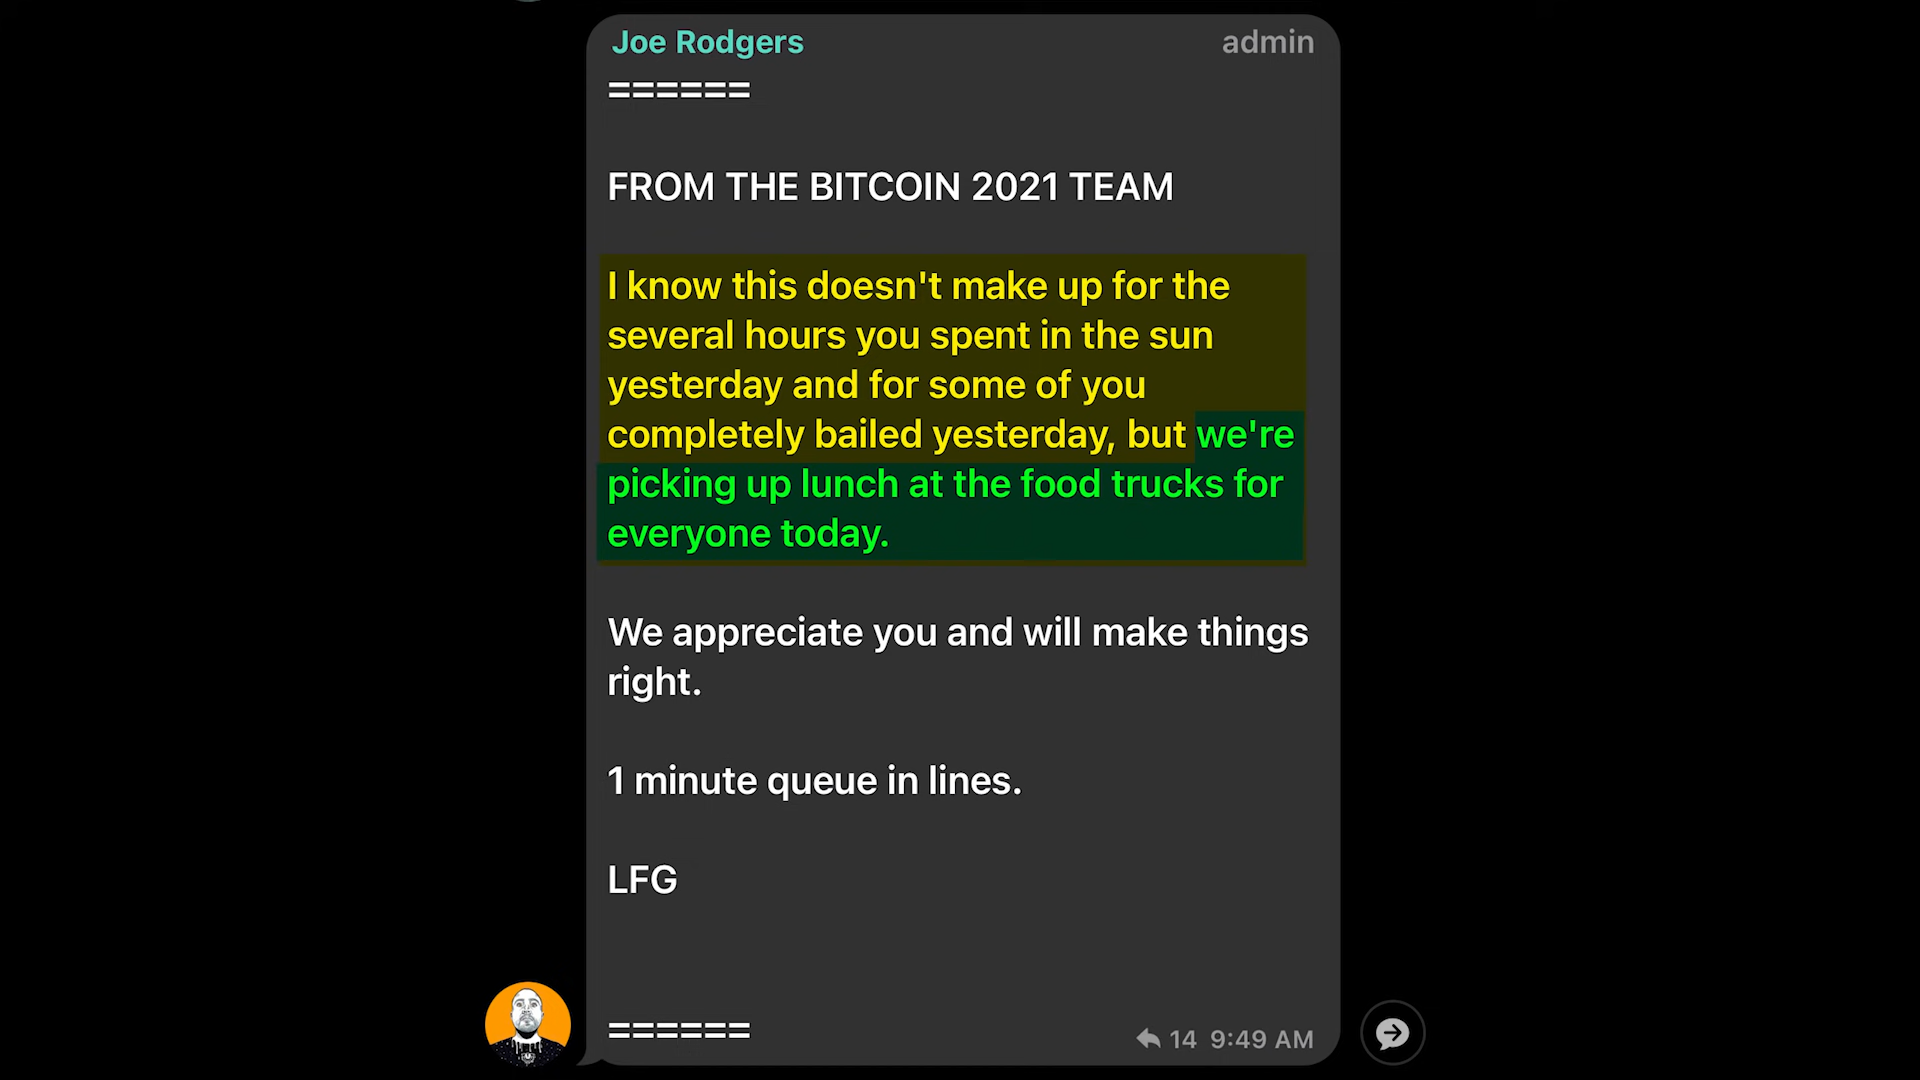 Joe Rodgers admin
======
FROM THE BITCOIN 2021 TEAM
I know this doesn't make up for the
several hours you spent in the sun
yesterday and for some of you
completely bailed yesterday, but we're
picking up lunch at the food trucks for
everyone today.
We appreciate you and will make things
right.
1 minute queue in lines.
LFG
======
14 9:49 AM